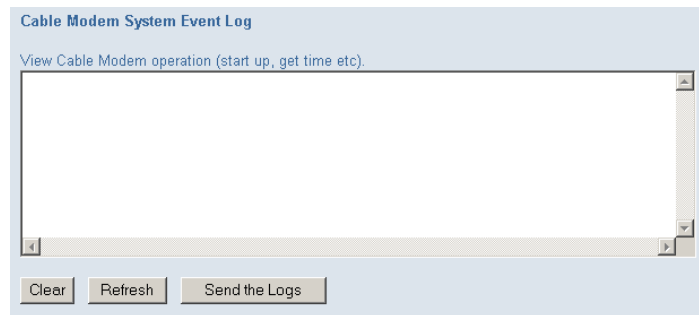 Cable Modem System Event Log
View Cable Modem operation (start up, get time etc).
Clear Refresh Send the Logs